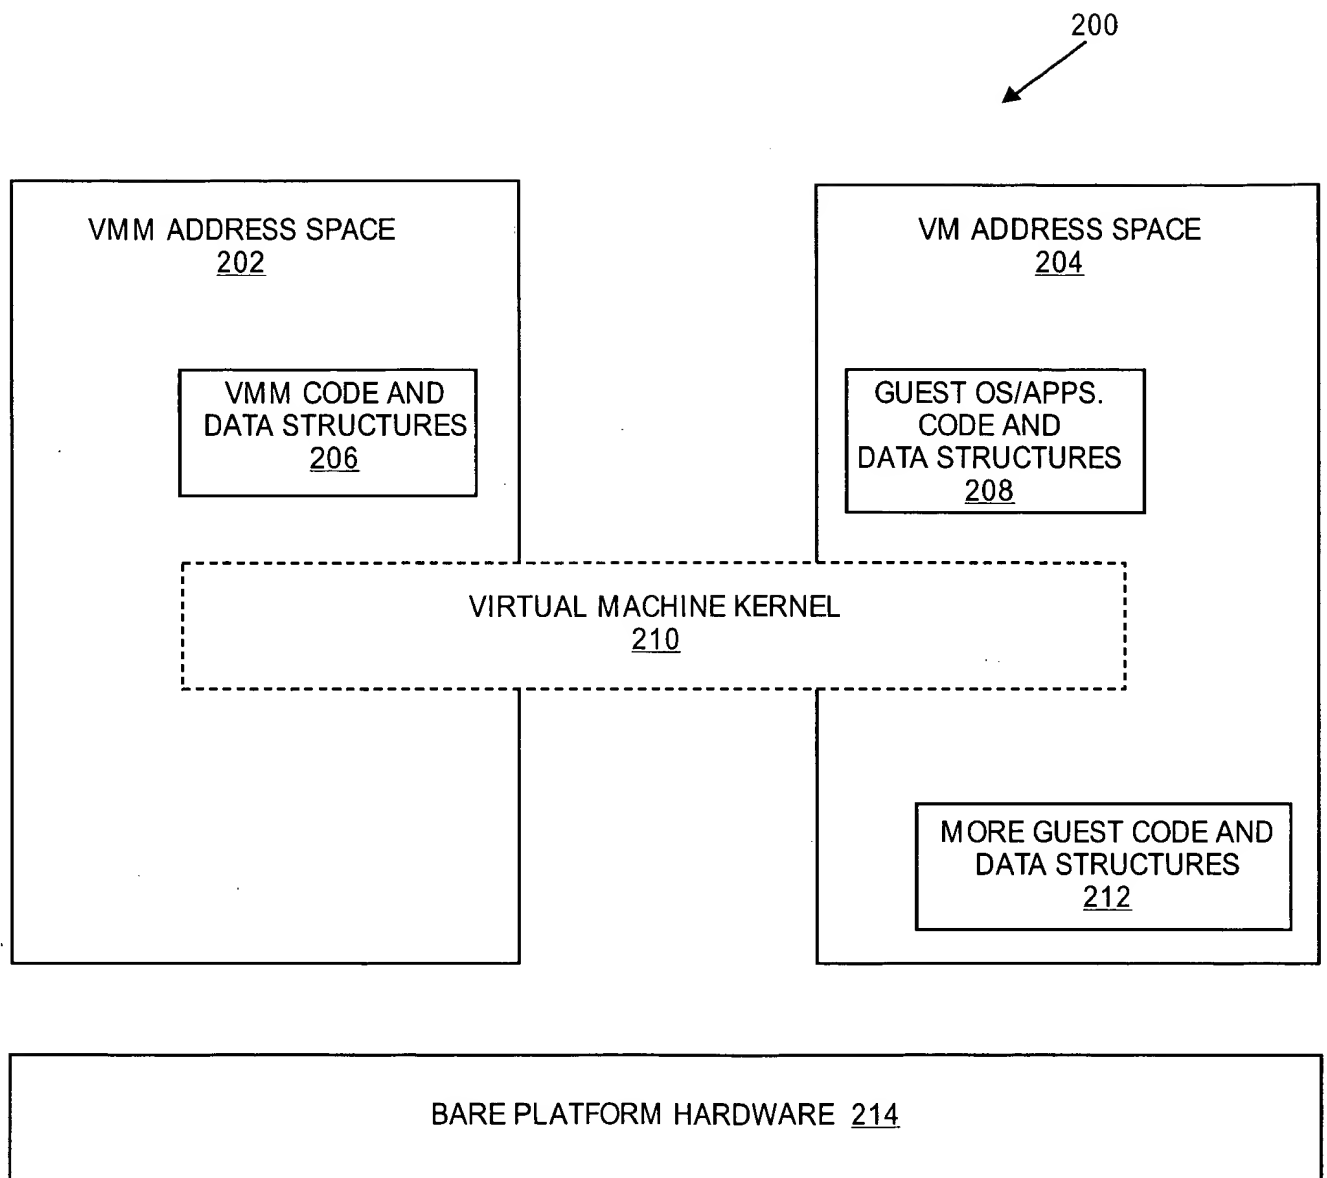 200
VMM ADDRESS SPACE
202
VM ADDRESS SPACE
204
VMM CODE AND
DATA STRUCTURES
206
GUEST OS/APPS.
CODE AND
DATA STRUCTURES
208
VIRTUAL MACHINE KERNEL
210
MORE GUEST CODE AND
DATA STRUCTURES
212
BARE PLATFORM HARDWARE 214